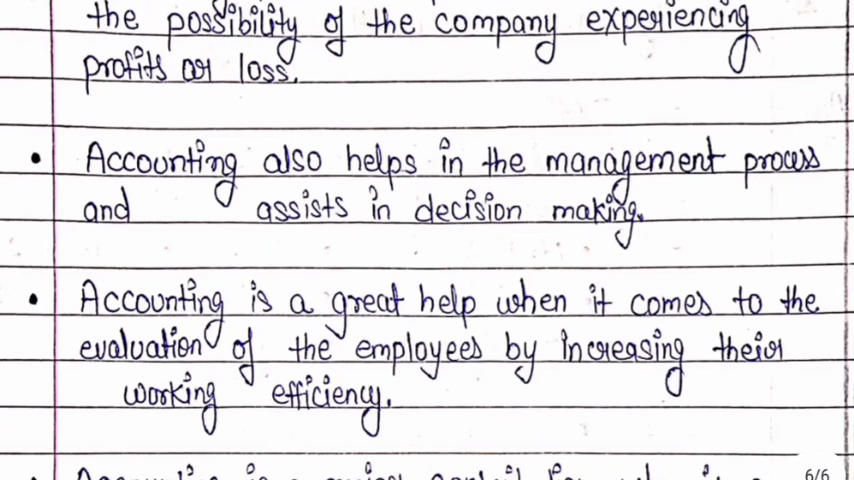 the possibility of the company experiencing
profits or loss.
• Accounting also helps in the management process
and assists in decision making.
• Accounting is a great help when it comes to the
evaluation of the employees by increasing their
working efficiency.
6/6